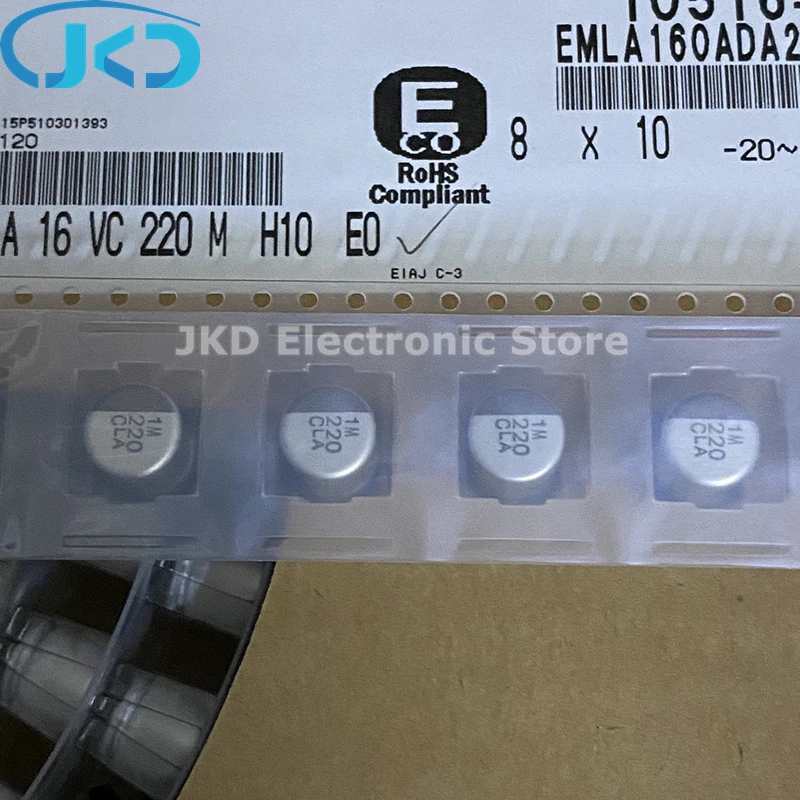 JKD
EMLA160ADA2
15P510301393
120
E
CO
RoHS
Compliant
8 x 10 -20~
A 16 VC 220 M H10 E0
EIAJ C-3
JKD Electronic Store
1M
220
CLA
1M
220
CLA
1M
220
CLA
1M
220
CLA